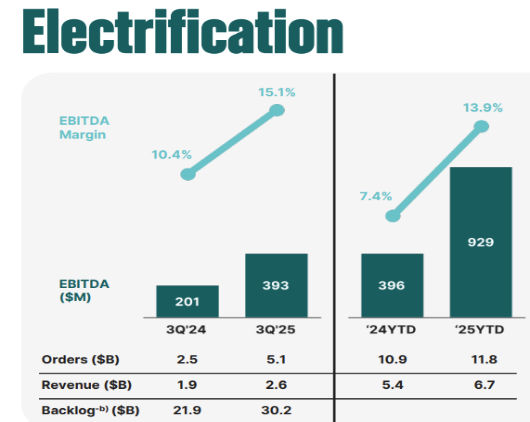 Electrification
EBITDA
Margin
10.4%
15.1%
7.4%
13.9%
EBITDA
($M)
201
393
396
929
3Q'24 3Q'25 '24YTD '25YTD
Orders ($B) 2.5 5.1 10.9 11.8
Revenue ($B) 1.9 2.6 5.4 6.7
Backlog-b) ($B) 21.9 30.2